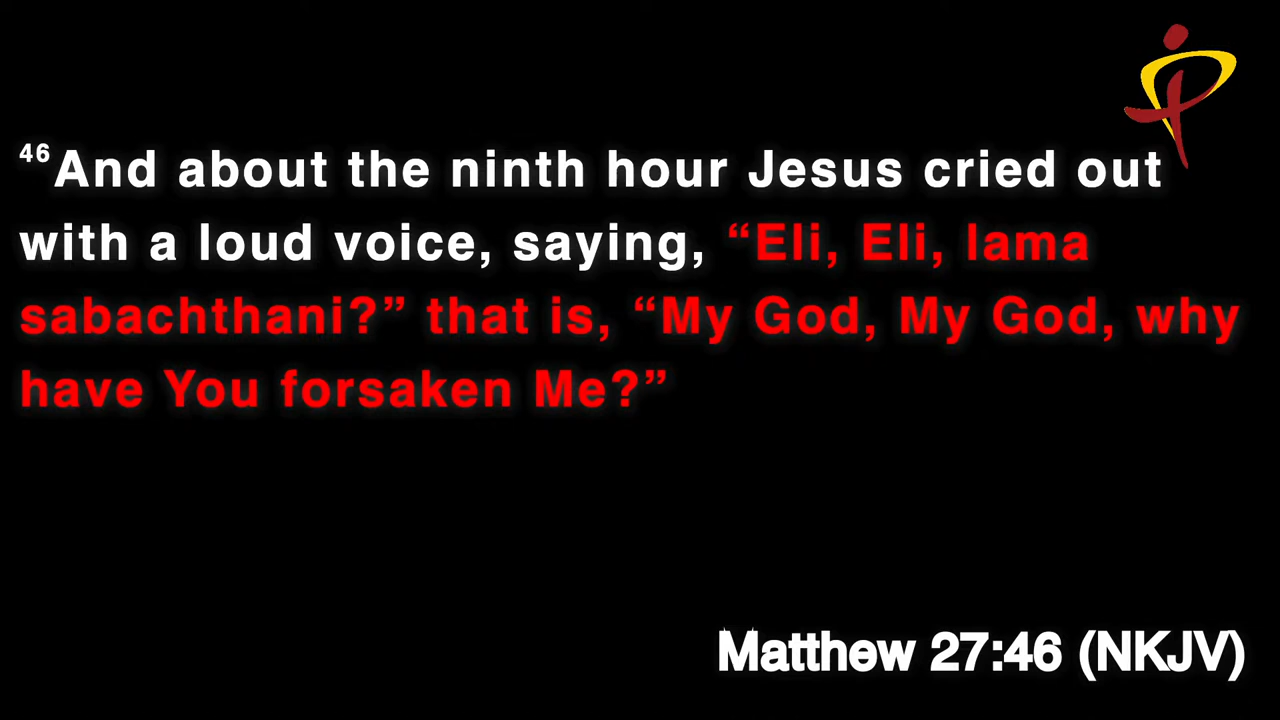 46And about the ninth hour Jesus cried out
with a loud voice, saying, “Eli, Eli, lama
sabachthani?” that is, “My God, My God, why
have You forsaken Me?”
Matthew 27:46 (NKJV)